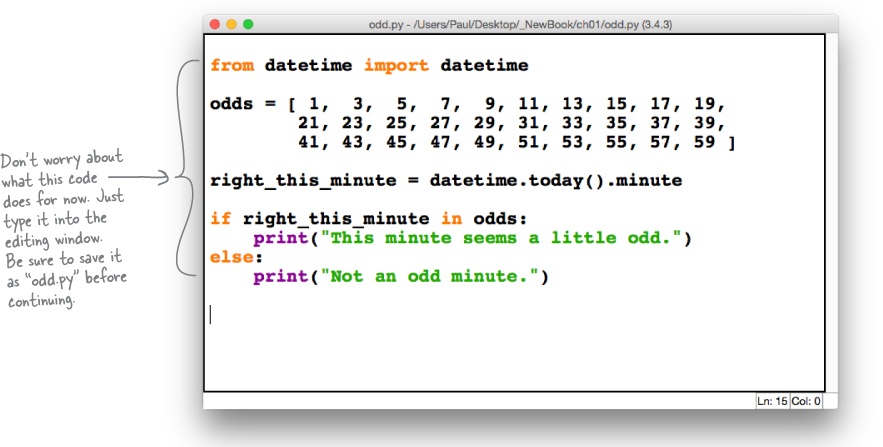 odd.py - /Users/Paul/Desktop/_NewBook/ch01/odd.py (3.4.3)
from datetime import datetime
odds = [ 1, 3, 5, 7, 9, 11, 13, 15, 17, 19,
21, 23, 25, 27, 29, 31, 33, 35, 37, 39,
41, 43, 45, 47, 49, 51, 53, 55, 57, 59 ]
right_this_minute = datetime.today().minute
if right_this_minute in odds:
    print("This minute seems a little odd.")
else:
    print("Not an odd minute.")
Ln: 15 Col: 0
Don't worry about
what this code
does for now. Just
type it into the
editing window.
Be sure to save it
as "odd.py" before
continuing.